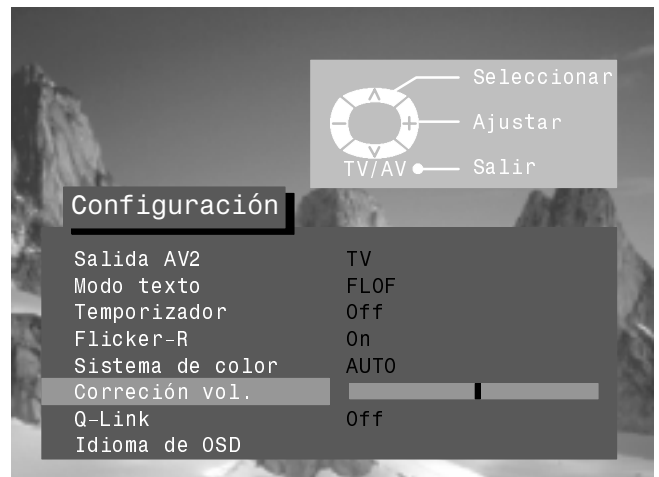 Seleccionar
Ajustar
TV/AV Salir
Configuración
Salida AV2 TV
Modo texto FLOF
Temporizador Off
Flicker-R On
Sistema de color AUTO
Correción vol.
Q-Link Off
Idioma de OSD